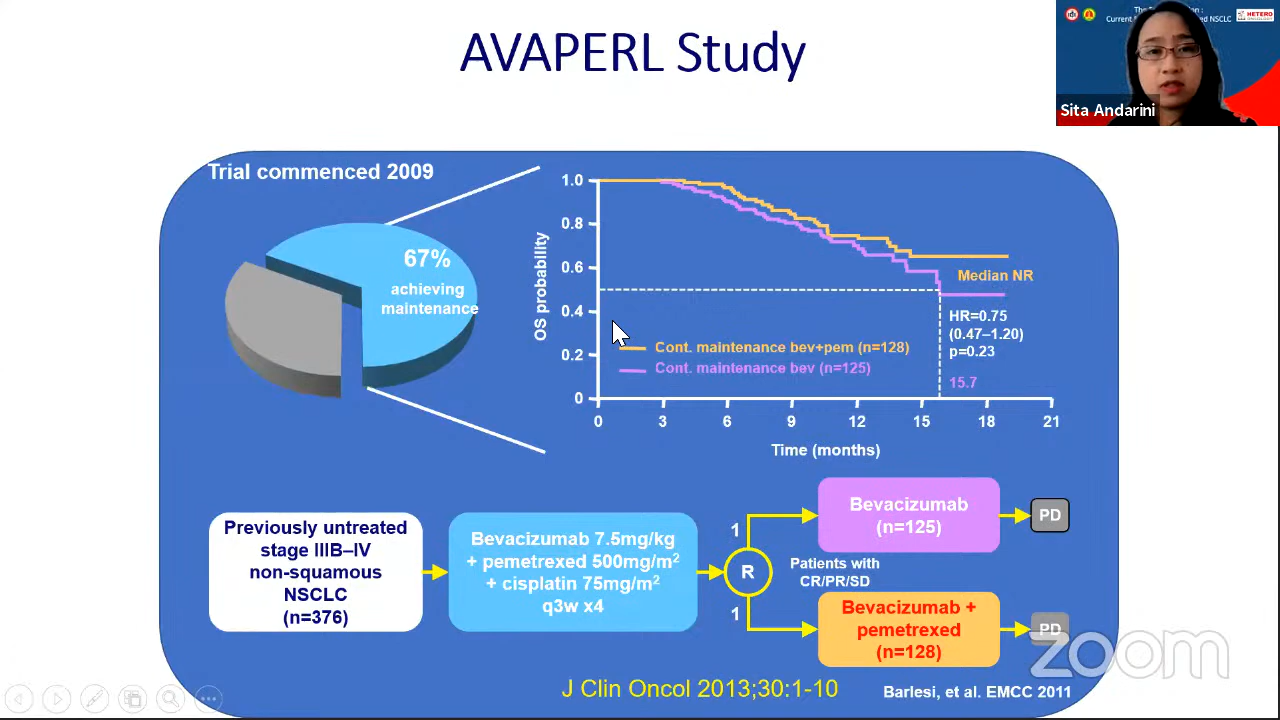 AVAPERL Study
The
Current
ed NSCLC
HETERO
Sita Andarini
Trial commenced 2009
67%
achieving
maintenance
OS probability
1.0
0.8
0.6
0.4
0.2
0
0 3 6 9 12 15 18 21
Time (months)
Median NR
HR=0.75
(0.47–1.20)
p=0.23
15.7
Cont. maintenance bev+pem (n=128)
Cont. maintenance bev (n=125)
Previously untreated
stage IIIB–IV
non-squamous
NSCLC
(n=376)
Bevacizumab 7.5mg/kg
+ pemetrexed 500mg/m²
+ cisplatin 75mg/m²
q3w x4
1
R
1
Patients with
CR/PR/SD
Bevacizumab
(n=125)
PD
Bevacizumab +
pemetrexed
(n=128)
PD
zoom
J Clin Oncol 2013;30:1-10
Barlesi, et al. EMCC 2011